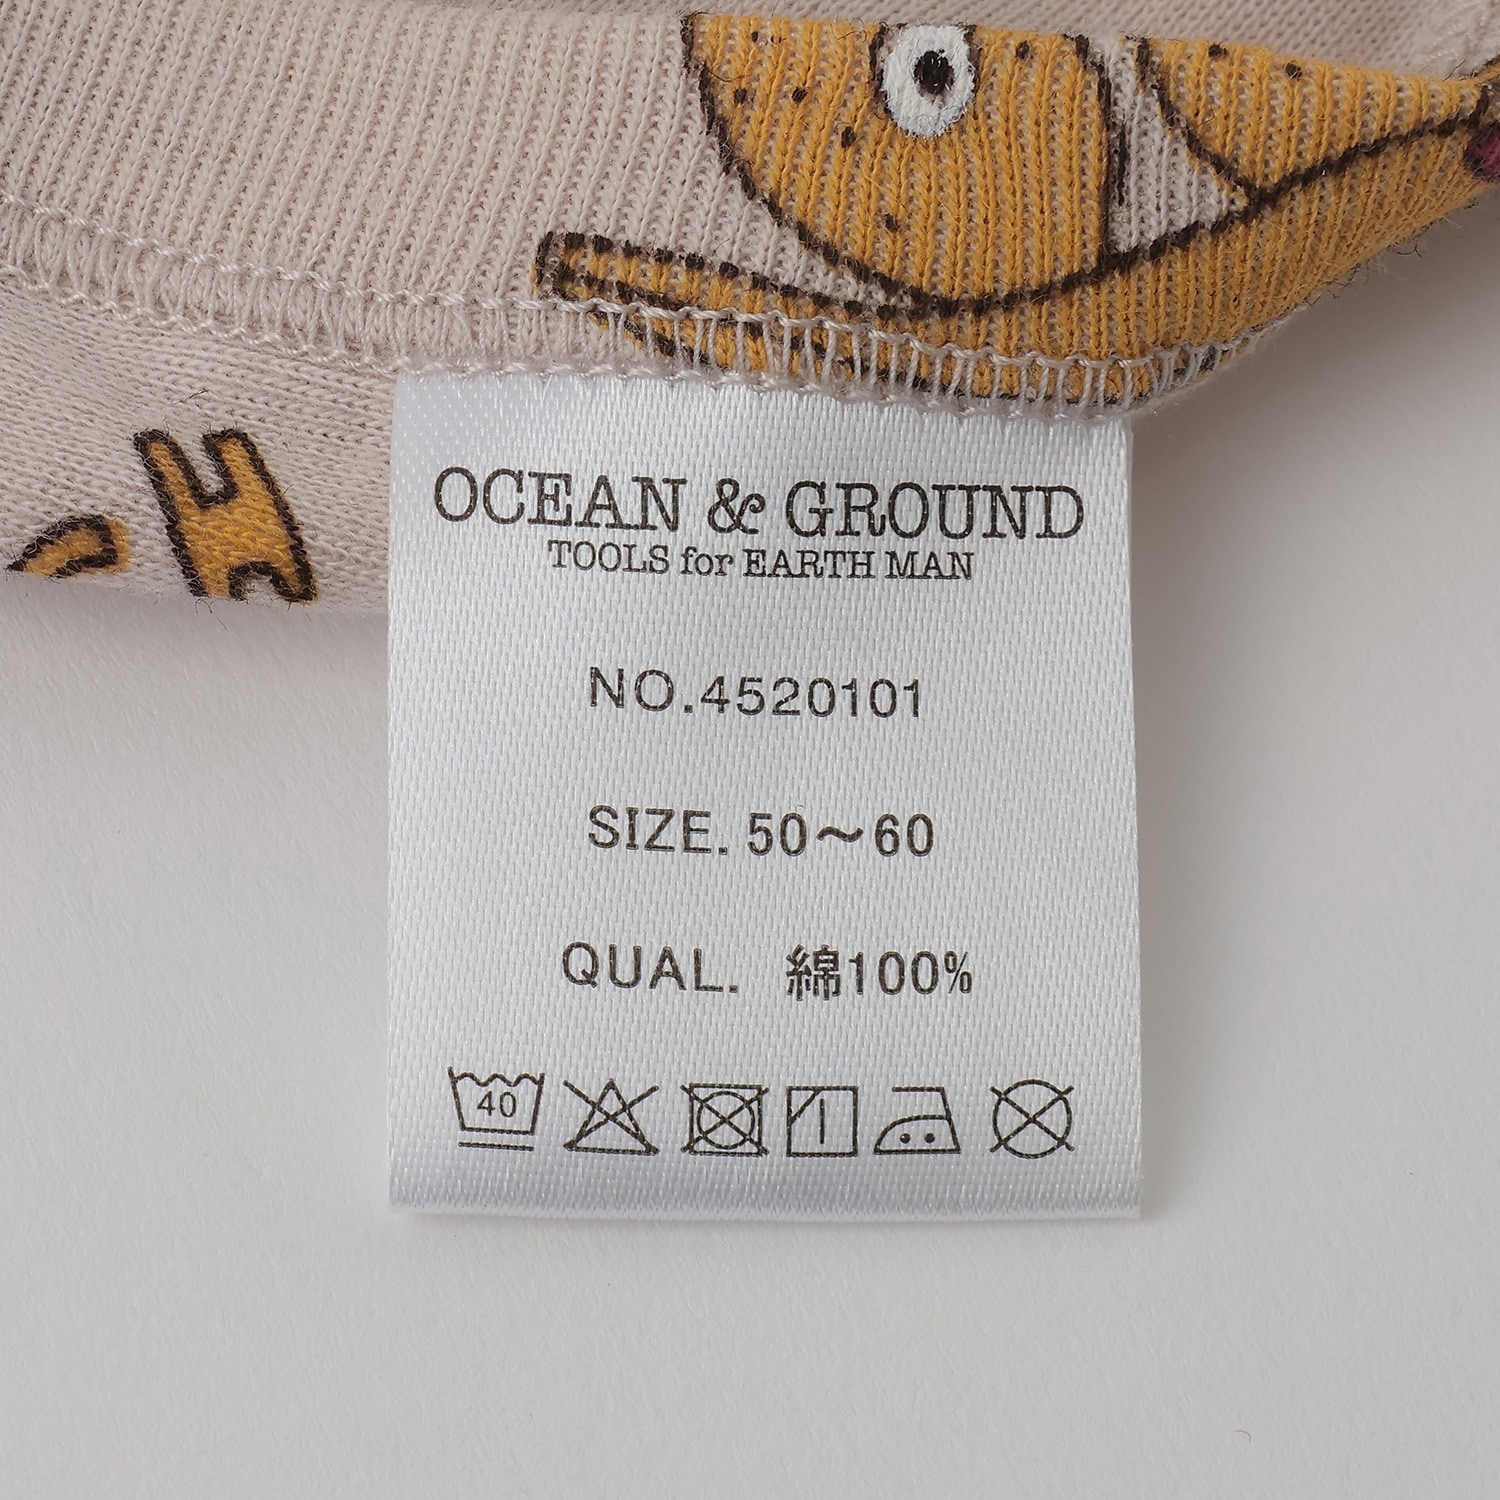 OCEAN & GROUND
TOOLS for EARTH MAN
NO.4520101
SIZE. 50～60
QUAL. 綿100%
40